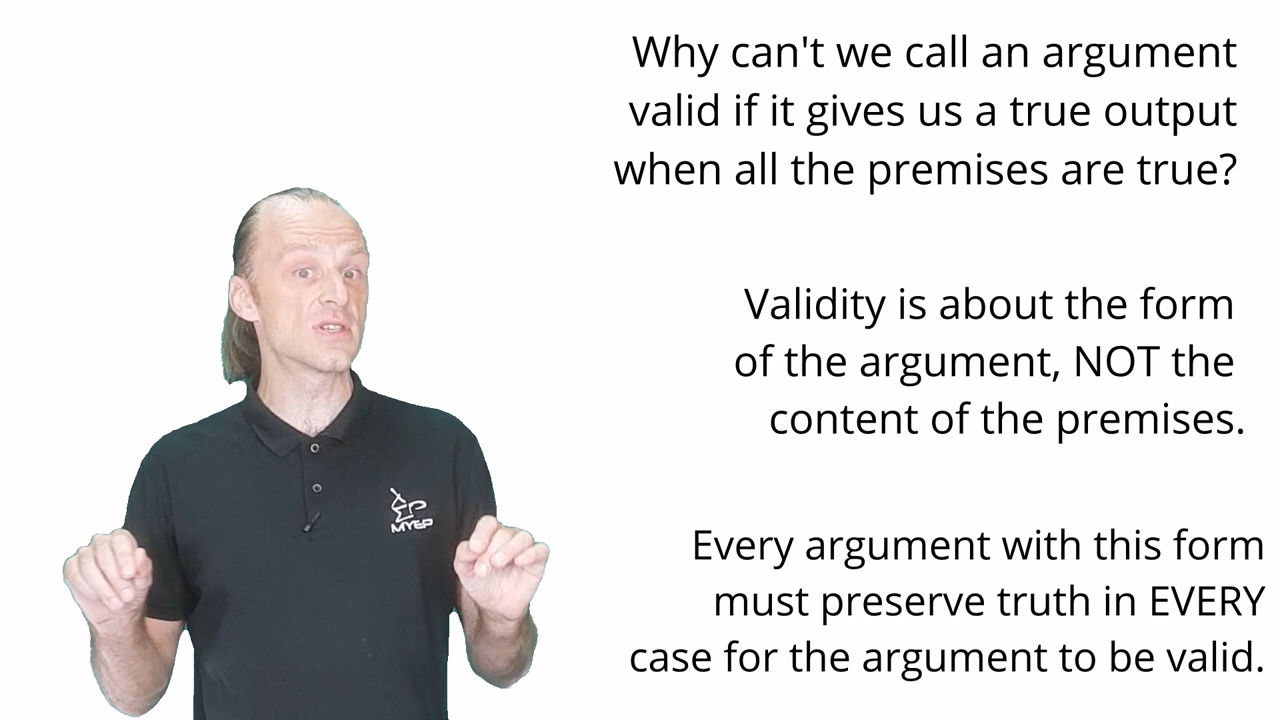 Why can't we call an argument
valid if it gives us a true output
when all the premises are true?
Validity is about the form
of the argument, NOT the
content of the premises.
Every argument with this form
must preserve truth in EVERY
case for the argument to be valid.
MYEP